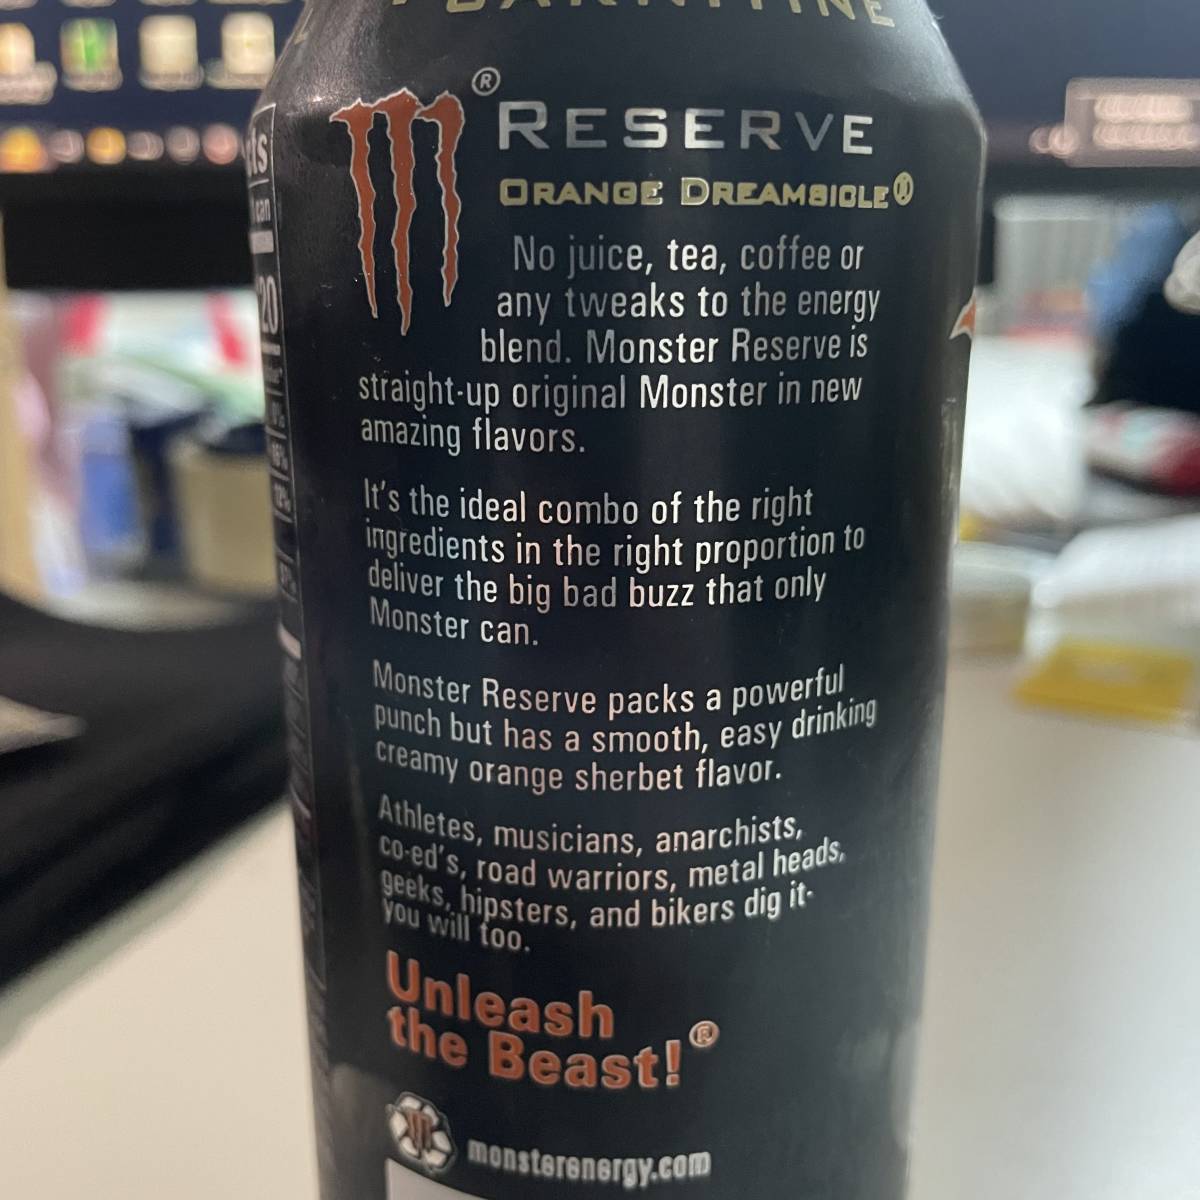 CARNITINE
®
RESERVE
ORANGE DREAMSICLE®
No juice, tea, coffee or
any tweaks to the energy
blend. Monster Reserve is
straight-up original Monster in new
amazing flavors.
It's the ideal combo of the right
ingredients in the right proportion to
deliver the big bad buzz that only
Monster can.
Monster Reserve packs a powerful
punch but has a smooth, easy drinking
creamy orange sherbet flavor.
Athletes, musicians, anarchists,
co-ed's, road warriors, metal heads,
geeks, hipsters, and bikers dig it-
you will too.
Unleash
the Beast!®
monsterenergy.com
can